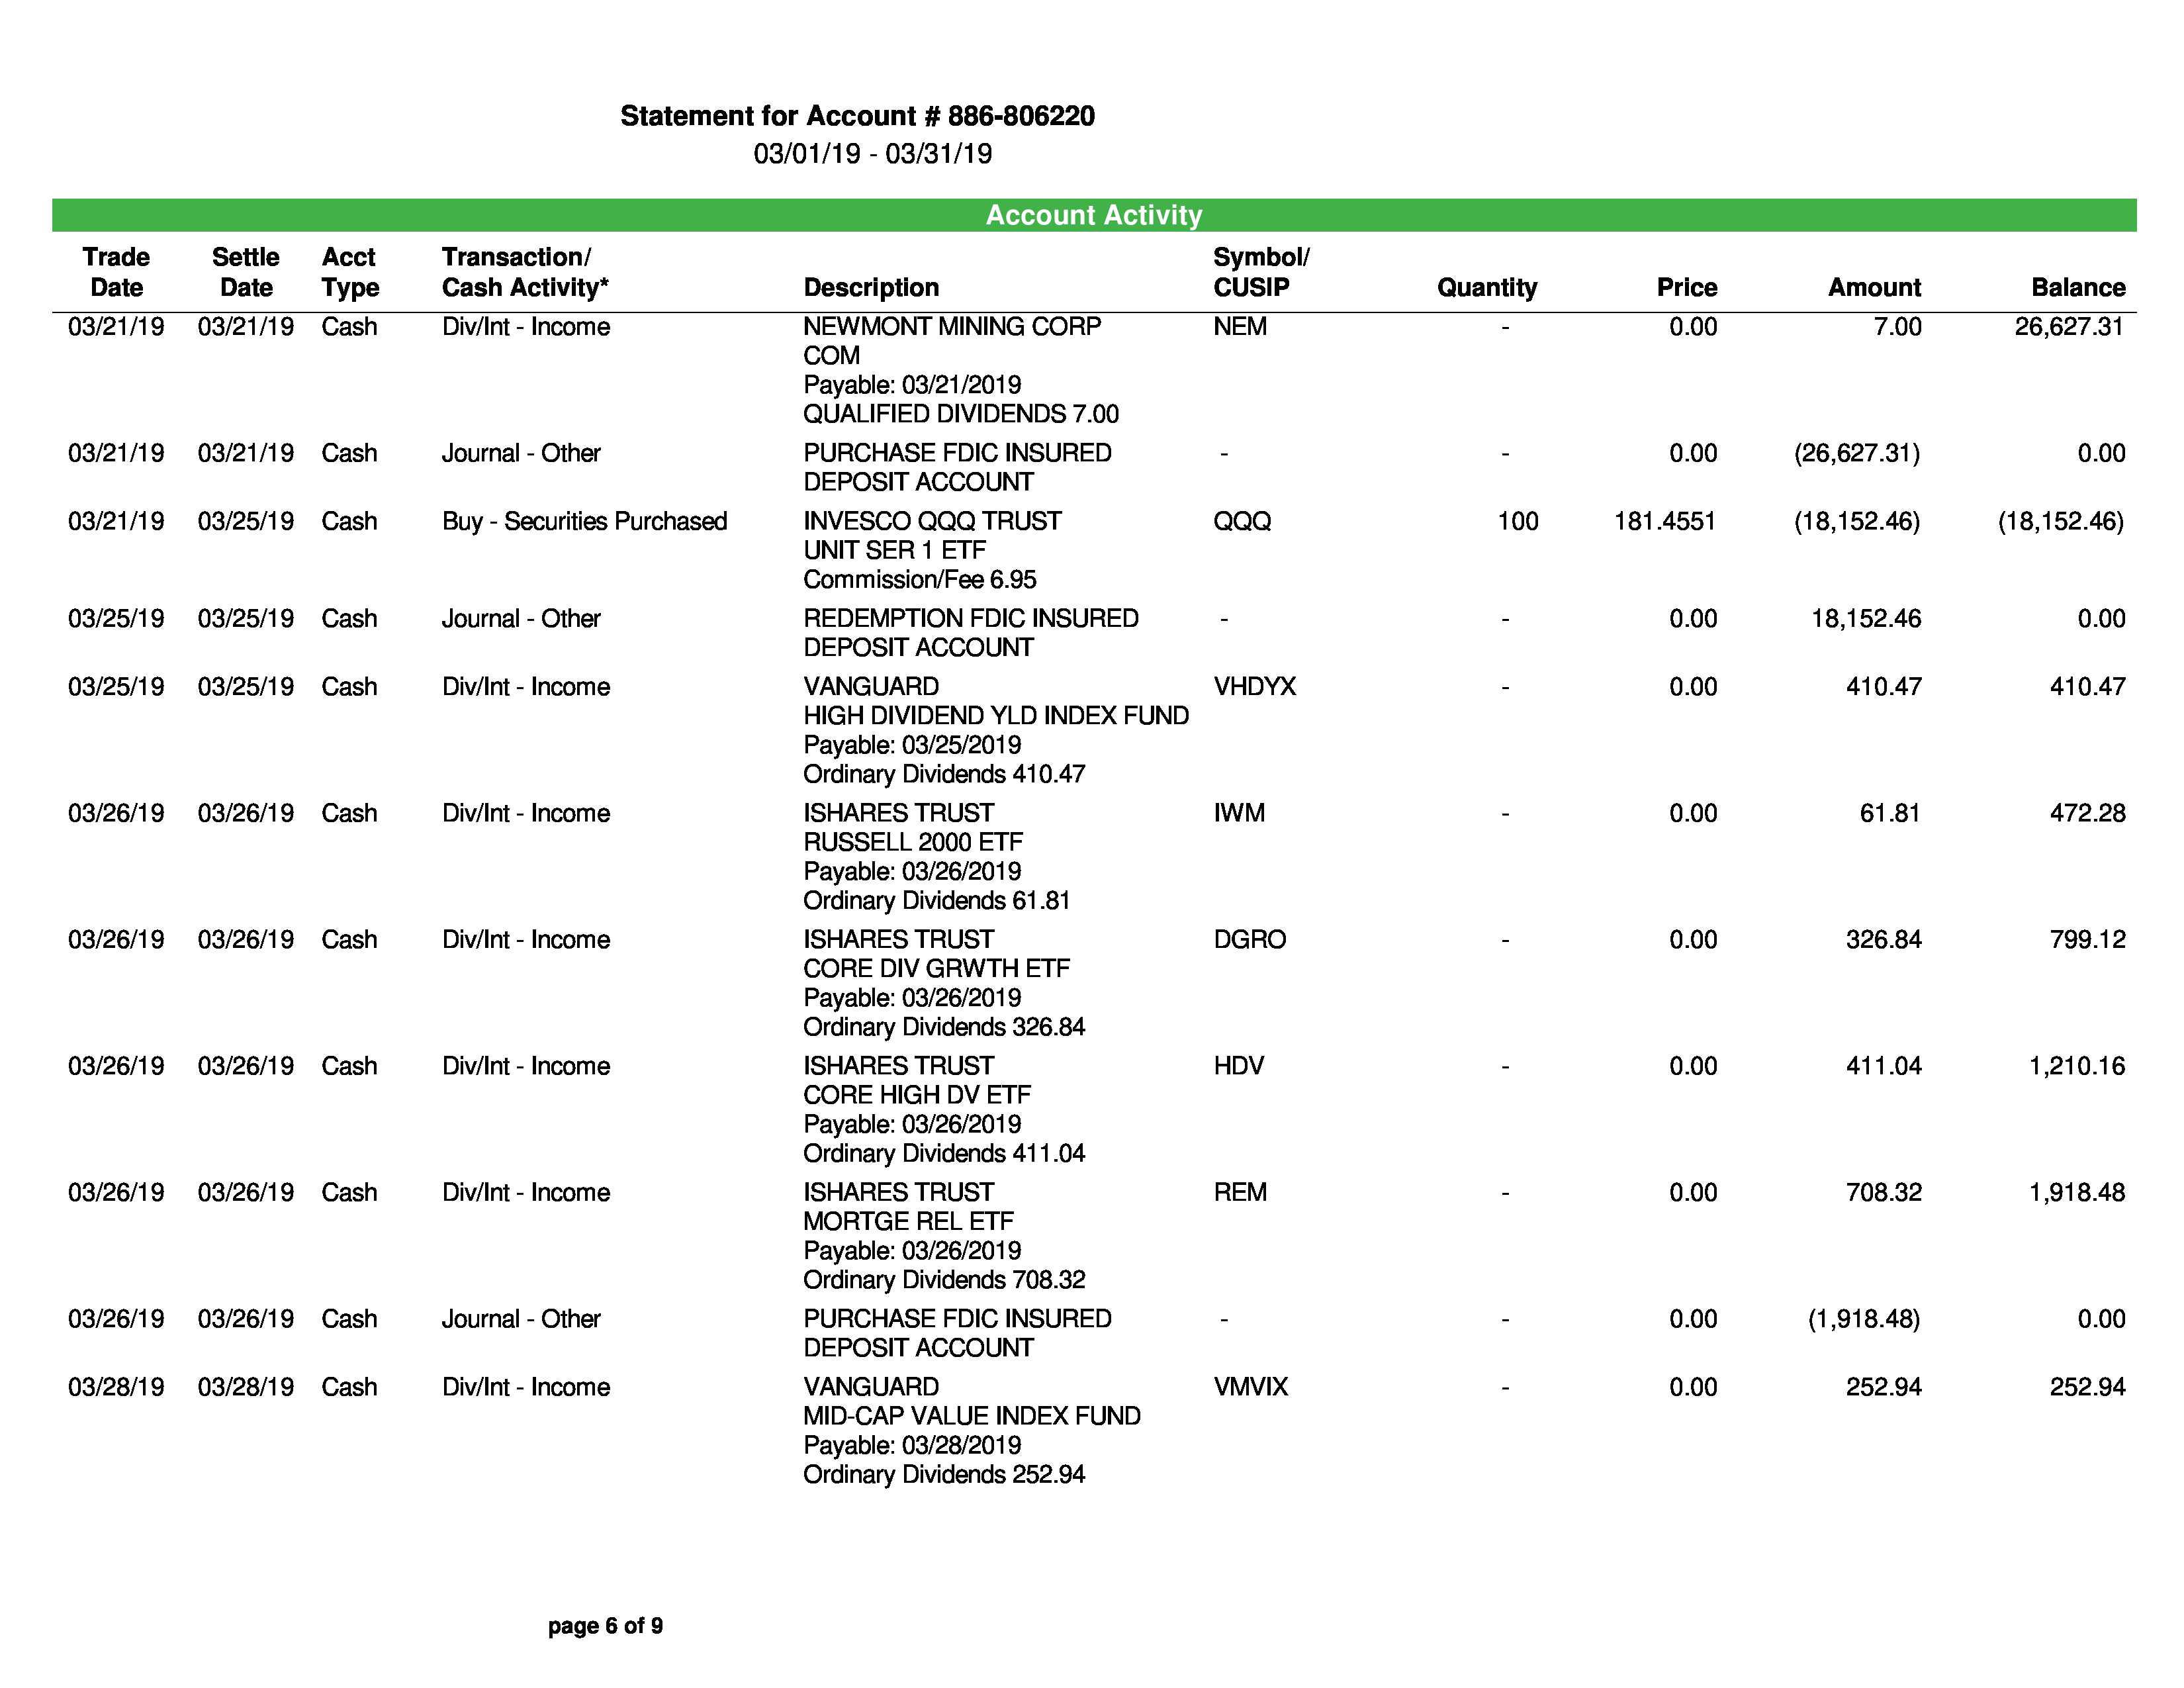 Statement for Account # 886-806220
03/01/19 - 03/31/19
Account Activity
Trade Date Settle Date Acct Type Transaction/ Cash Activity* Description Symbol/ CUSIP Quantity Price Amount Balance
03/21/19 03/21/19 Cash Div/Int - Income NEWMONT MINING CORP NEM - 0.00 7.00 26,627.31
COM
Payable: 03/21/2019
QUALIFIED DIVIDENDS 7.00
03/21/19 03/21/19 Cash Journal - Other PURCHASE FDIC INSURED - - 0.00 (26,627.31) 0.00
DEPOSIT ACCOUNT
03/21/19 03/25/19 Cash Buy - Securities Purchased INVESCO QQQ TRUST QQQ 100 181.4551 (18,152.46) (18,152.46)
UNIT SER 1 ETF
Commission/Fee 6.95
03/25/19 03/25/19 Cash Journal - Other REDEMPTION FDIC INSURED - - 0.00 18,152.46 0.00
DEPOSIT ACCOUNT
03/25/19 03/25/19 Cash Div/Int - Income VANGUARD VHDYX - 0.00 410.47 410.47
HIGH DIVIDEND YLD INDEX FUND
Payable: 03/25/2019
Ordinary Dividends 410.47
03/26/19 03/26/19 Cash Div/Int - Income ISHARES TRUST IWM - 0.00 61.81 472.28
RUSSELL 2000 ETF
Payable: 03/26/2019
Ordinary Dividends 61.81
03/26/19 03/26/19 Cash Div/Int - Income ISHARES TRUST DGRO - 0.00 326.84 799.12
CORE DIV GRWTH ETF
Payable: 03/26/2019
Ordinary Dividends 326.84
03/26/19 03/26/19 Cash Div/Int - Income ISHARES TRUST HDV - 0.00 411.04 1,210.16
CORE HIGH DV ETF
Payable: 03/26/2019
Ordinary Dividends 411.04
03/26/19 03/26/19 Cash Div/Int - Income ISHARES TRUST REM - 0.00 708.32 1,918.48
MORTGE REL ETF
Payable: 03/26/2019
Ordinary Dividends 708.32
03/26/19 03/26/19 Cash Journal - Other PURCHASE FDIC INSURED - - 0.00 (1,918.48) 0.00
DEPOSIT ACCOUNT
03/28/19 03/28/19 Cash Div/Int - Income VANGUARD VMVIX - 0.00 252.94 252.94
MID-CAP VALUE INDEX FUND
Payable: 03/28/2019
Ordinary Dividends 252.94
page 6 of 9